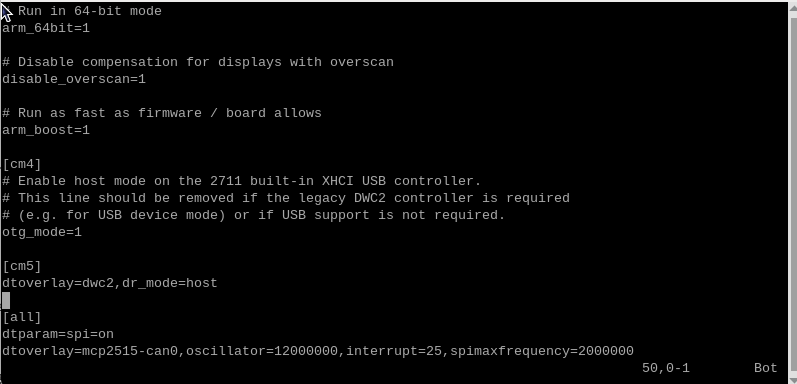 # Run in 64-bit mode
arm_64bit=1
# Disable compensation for displays with overscan
disable_overscan=1
# Run as fast as firmware / board allows
arm_boost=1
[cm4]
# Enable host mode on the 2711 built-in XHCI USB controller.
# This line should be removed if the legacy DWC2 controller is required
# (e.g. for USB device mode) or if USB support is not required.
otg_mode=1
[cm5]
dtoverlay=dwc2,dr_mode=host
[all]
dtparam=spi=on
dtoverlay=mcp2515-can0,oscillator=12000000,interrupt=25,spimaxfrequency=2000000
50,0-1 Bot